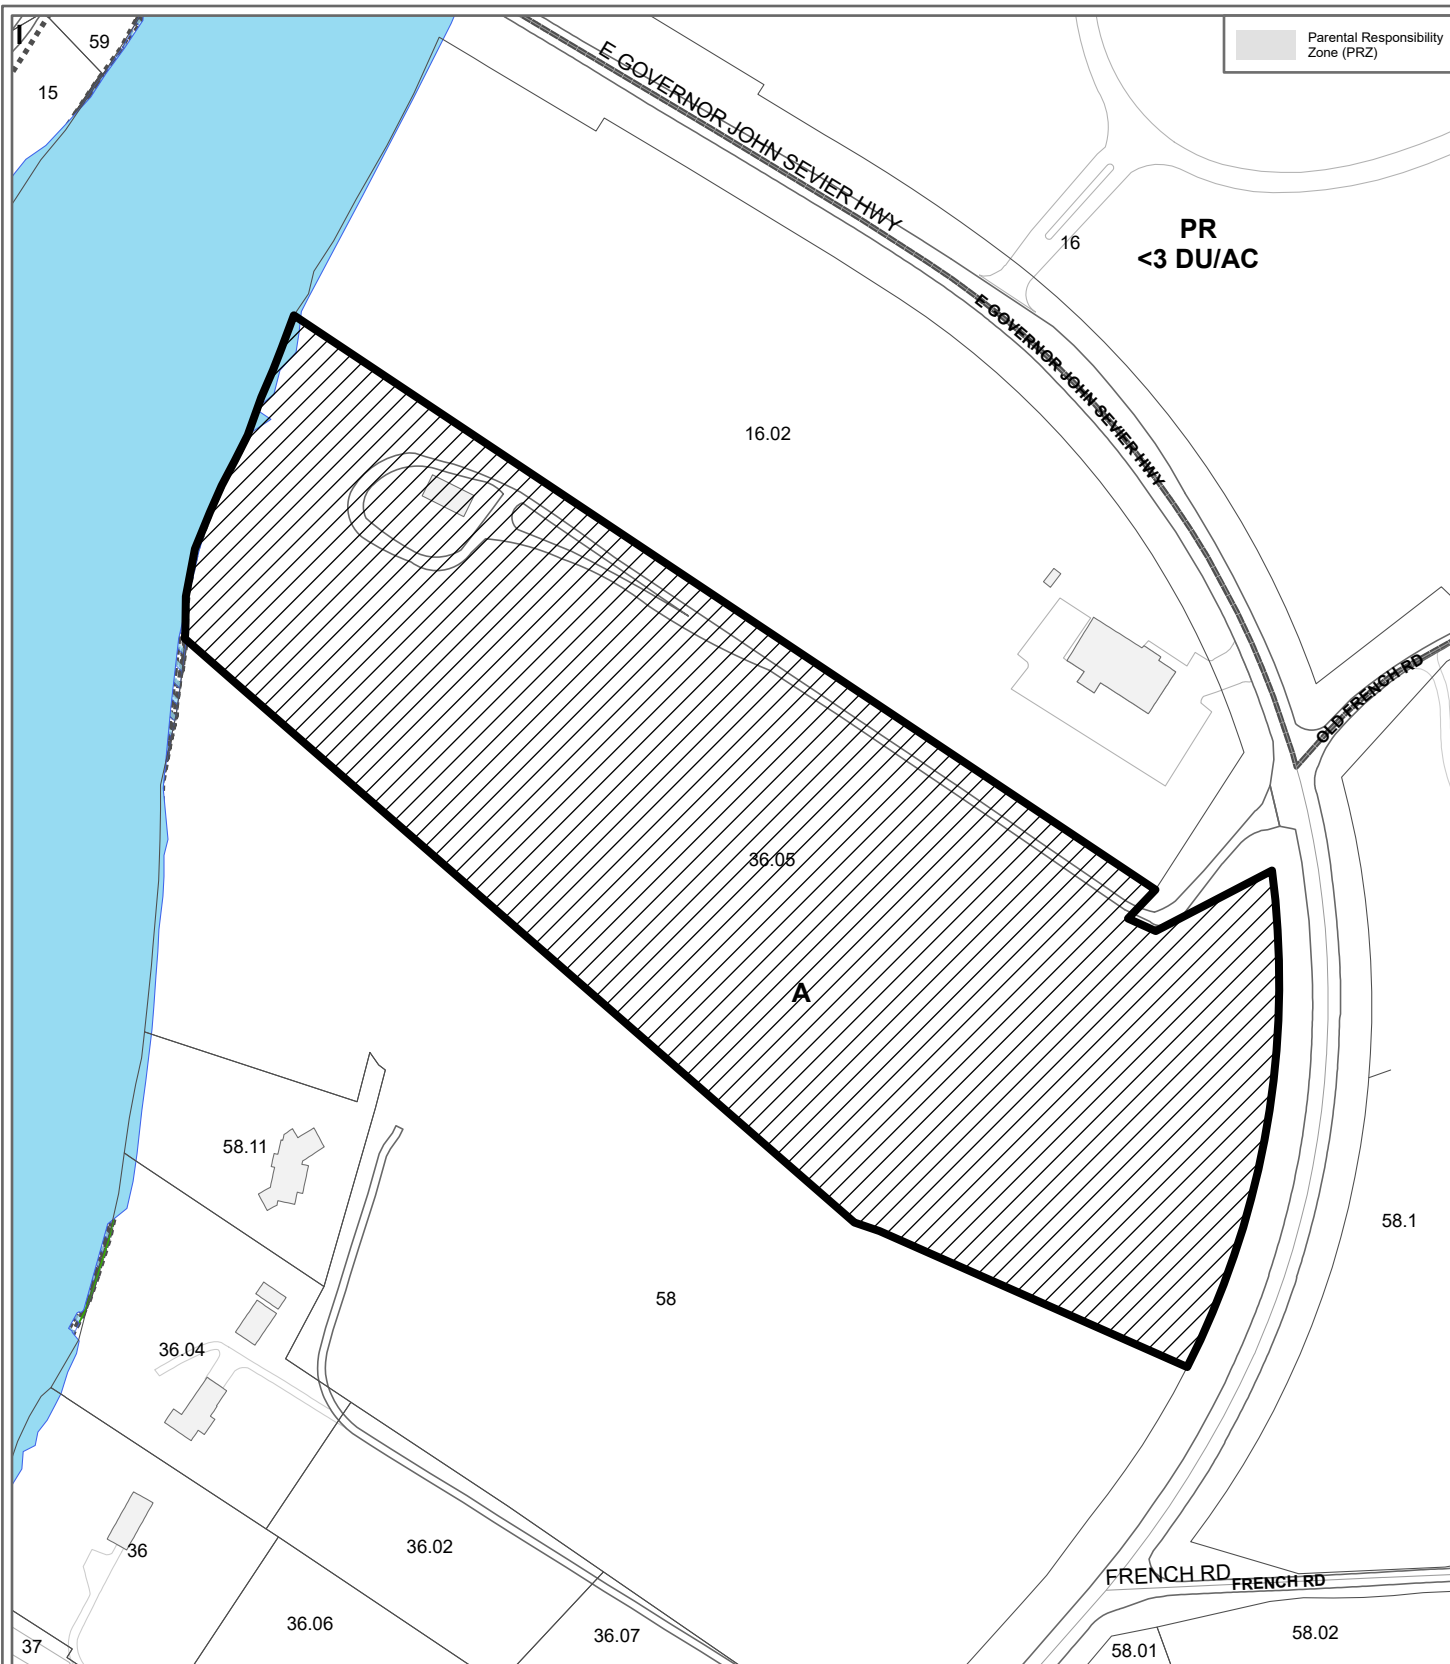 I
59
15
Parental Responsibility
Zone (PRZ)
E GOVERNOR JOHN SEVIER HWY
16
PR
<3 DU/AC
E GOVERNOR JOHN SEVIER HWY
16.02
OLD FRENCH RD
36.05
A
58.11
58.1
58
36.04
36
36.02
FRENCH RD
FRENCH RD
36.06
36.07
58.02
58.01
37